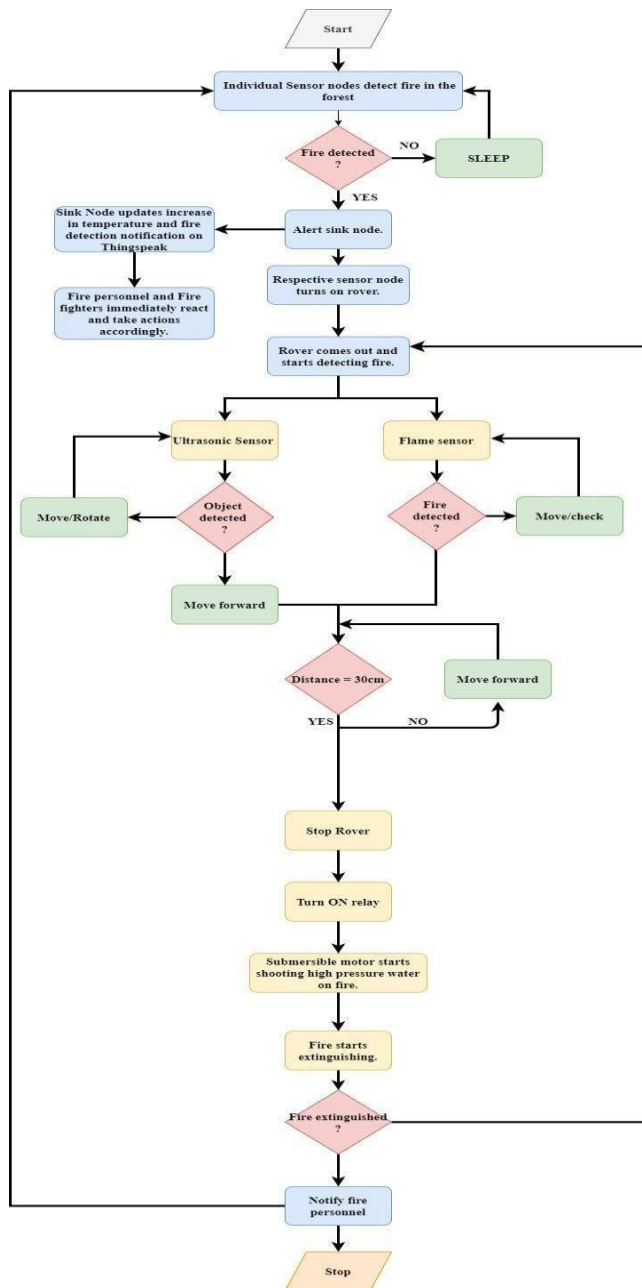 Start
Individual Sensor nodes detect fire in the
forest
Fire detected
?
NO
SLEEP
YES
Sink Node updates increase
in temperature and fire
detection notification on
Thingspeak
Alert sink node.
Fire personnel and Fire
fighters immediately react
and take actions
accordingly.
Respective sensor node
turns on rover.
Rover comes out and
starts detecting fire.
Ultrasonic Sensor
Flame sensor
Move/Rotate
Object
detected
?
Fire
detected
?
Move/check
Move forward
Distance = 30cm
Move forward
YES
NO
Stop Rover
Turn ON relay
Submersible motor starts
shooting high pressure water
on fire.
Fire starts
extinguishing.
Fire extinguished
?
Notify fire
personnel
Stop